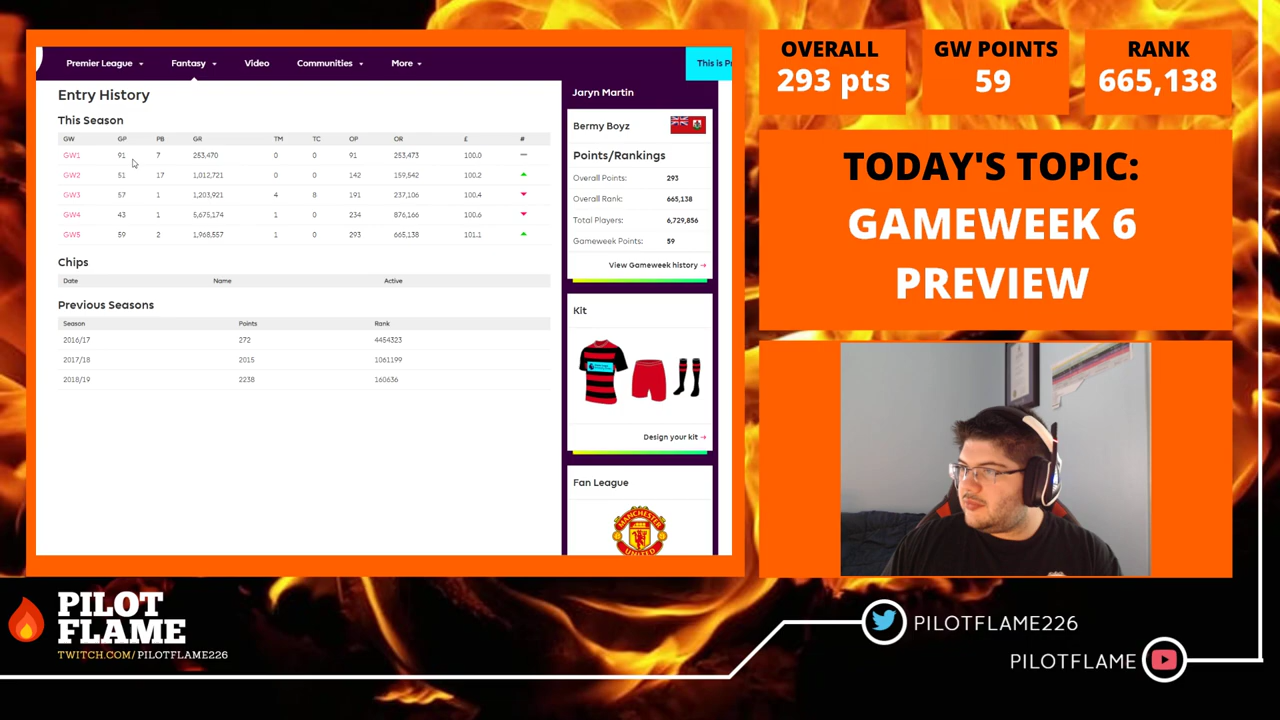 Premier League
Fantasy
Video
Communities
More
This is Pr
Entry History
This Season
GW GP PB GR TM TC OP OR £ #
GW1 91 7 253,470 0 0 91 253,473 100.0
GW2 51 17 1,012,721 0 0 142 159,542 100.2
GW3 57 1 1,203,921 4 8 191 237,106 100.4
GW4 43 1 5,675,174 1 0 234 876,166 100.6
GW5 59 2 1,968,557 1 0 293 665,138 101.1
Chips
Date Name Active
Previous Seasons
Season Points Rank
2016/17 272 4454323
2017/18 2015 1061199
2018/19 2238 160636
Jaryn Martin
Bermy Boyz
Points/Rankings
Overall Points: 293
Overall Rank: 665,138
Total Players: 6,729,856
Gameweek Points: 59
View Gameweek history →
Kit
Design your kit →
Fan League
MANCHESTER
UNITED
OVERALL
293 pts
GW POINTS
59
RANK
665,138
TODAY'S TOPIC:
GAMEWEEK 6
PREVIEW
PILOT
FLAME
TWITCH.COM/ PILOTFLAME226
PILOTFLAME226
PILOTFLAME